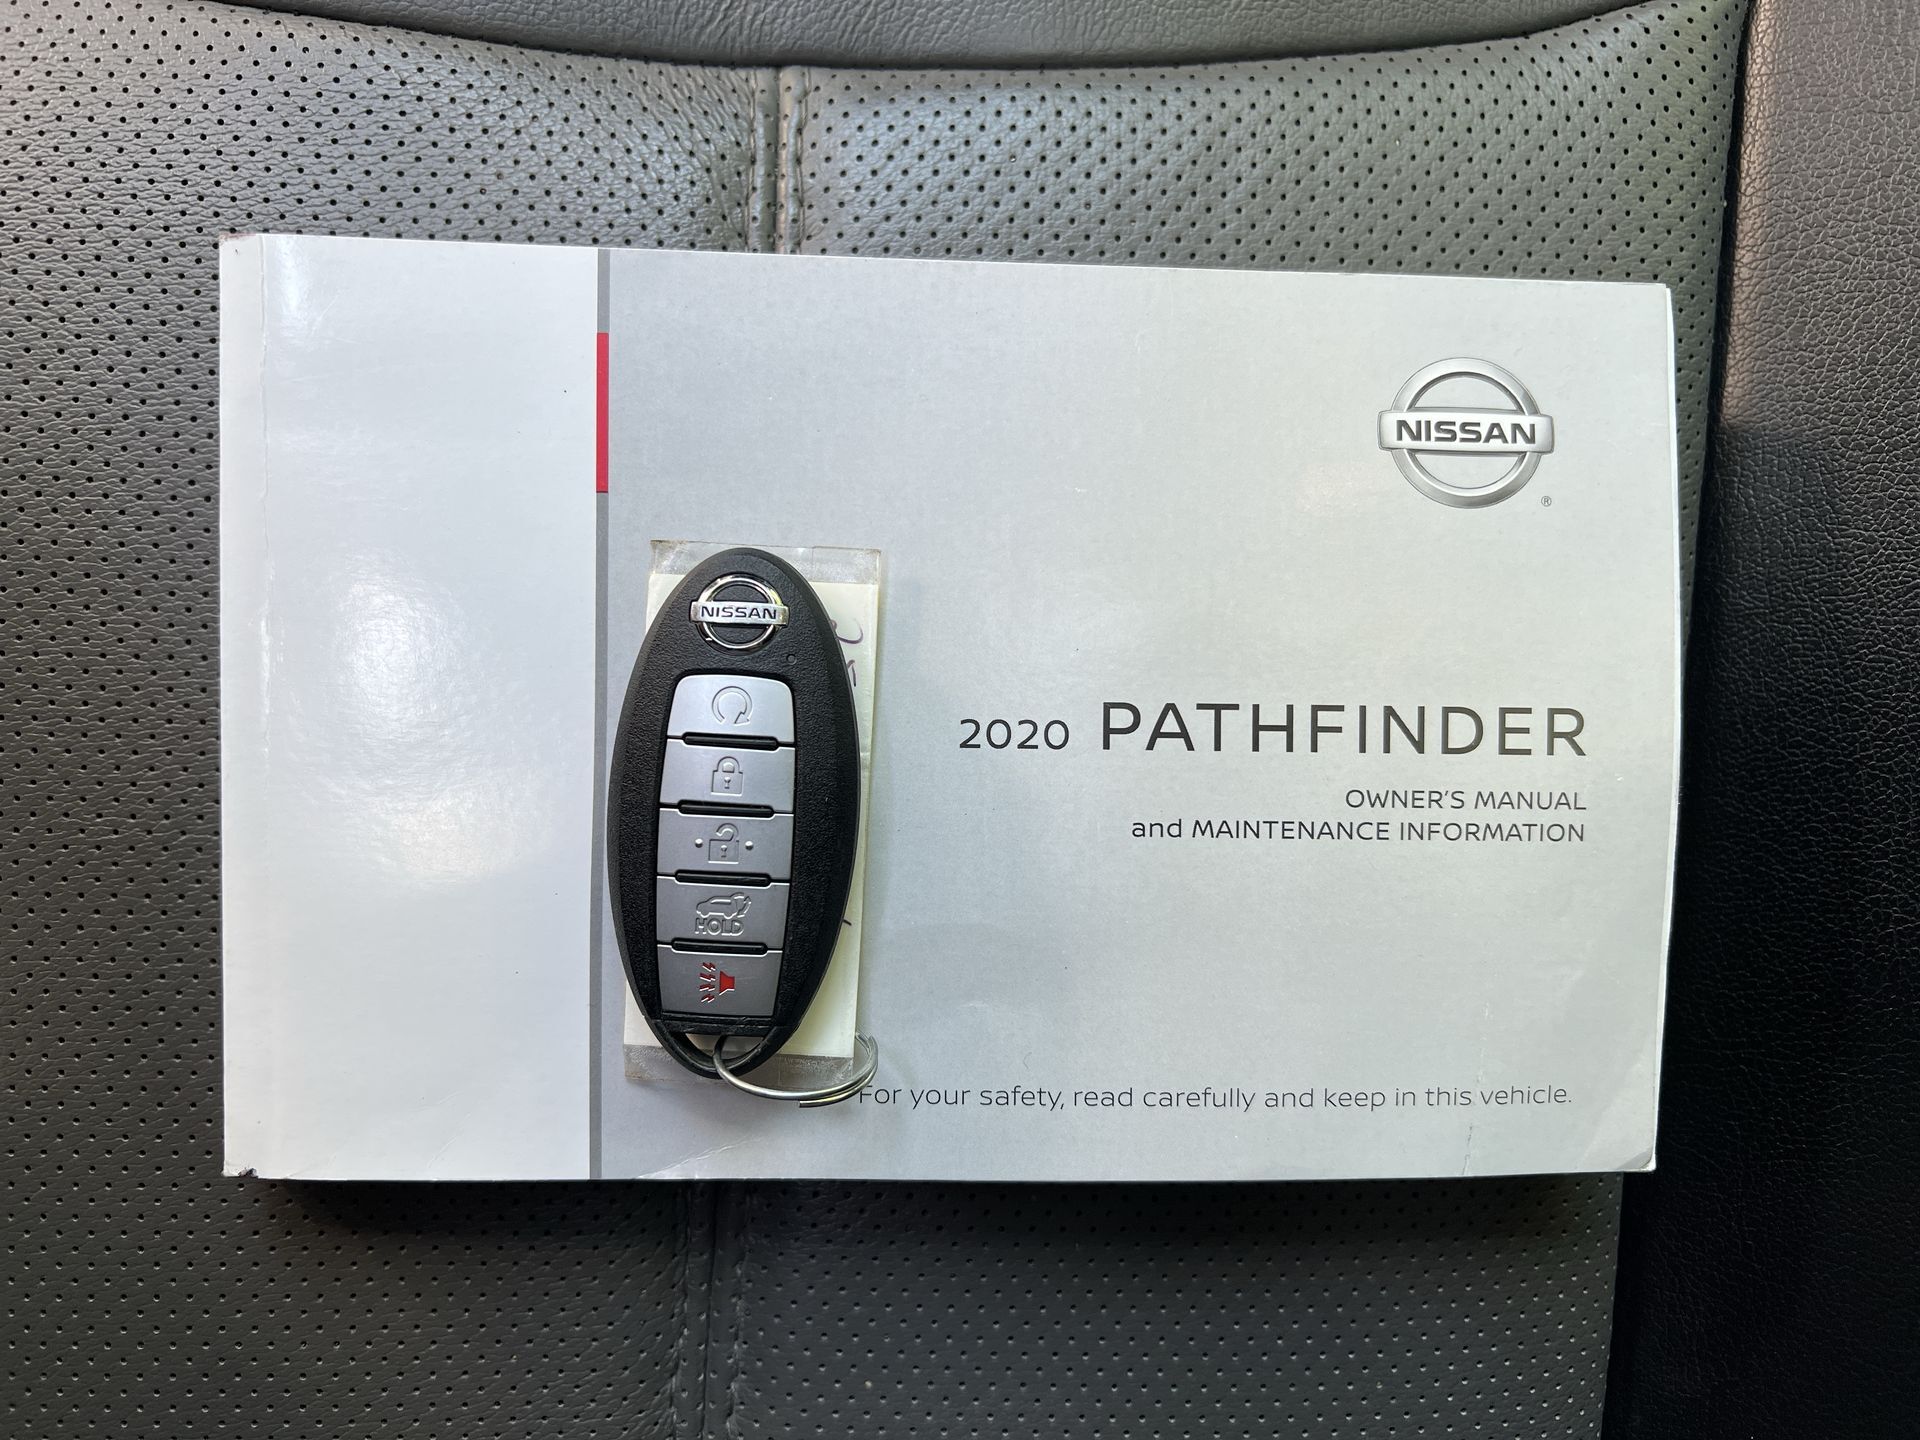 NISSAN
®
NISSAN
HOLD
2020 PATHFINDER
OWNER'S MANUAL
and MAINTENANCE INFORMATION
For your safety, read carefully and keep in this vehicle.